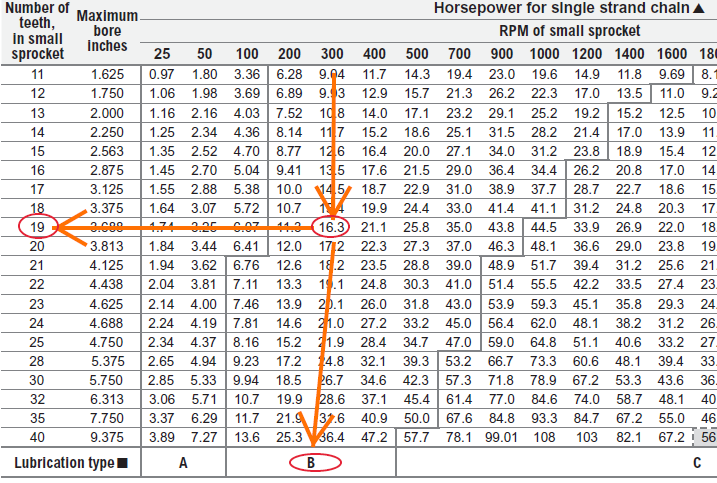 Number of teeth, in small sprocket
Maximum bore inches
Horsepower for single strand chain▲
RPM of small sprocket
25 50 100 200 300 400 500 700 900 1000 1200 1400 1600 180
11 1.625 0.97 1.80 3.36 6.28 9.04 11.7 14.3 19.4 23.0 19.6 14.9 11.8 9.69 8.1
12 1.750 1.06 1.98 3.69 6.89 9.93 12.9 15.7 21.3 26.2 22.3 17.0 13.5 11.0 9.2
13 2.000 1.16 2.16 4.03 7.52 10.8 14.0 17.1 23.2 29.1 25.2 19.2 15.2 12.5 10
14 2.250 1.25 2.34 4.36 8.14 11.7 15.2 18.6 25.1 31.5 28.2 21.4 17.0 13.9 11
15 2.563 1.35 2.52 4.70 8.77 12.6 16.4 20.0 27.1 34.0 31.2 23.8 18.9 15.4 12
16 2.875 1.45 2.70 5.04 9.41 13.5 17.6 21.5 29.0 36.4 34.4 26.2 20.8 17.0 14
17 3.125 1.55 2.88 5.38 10.0 14.5 18.7 22.9 31.0 38.9 37.7 28.7 22.7 18.6 15
18 3.375 1.64 3.07 5.72 10.7 19.9 24.4 33.0 41.4 41.1 31.2 24.8 20.3 17
19 1.74 3.25 6.07 11.3 16.3 21.1 25.8 35.0 43.8 44.5 33.9 26.9 22.0 18
20 3.813 1.84 3.44 6.41 12.0 17.2 22.3 27.3 37.0 46.3 48.1 36.6 29.0 23.8 19
21 4.125 1.94 3.62 6.76 12.6 18.2 23.5 28.8 39.0 48.9 51.7 39.4 31.2 25.6 21
22 4.438 2.04 3.81 7.11 13.3 19.1 24.8 30.3 41.0 51.4 55.5 42.2 33.5 27.4 23
23 4.625 2.14 4.00 7.46 13.9 20.1 26.0 31.8 43.0 53.9 59.3 45.1 35.8 29.3 24
24 4.688 2.24 4.19 7.81 14.6 21.0 27.2 33.2 45.0 56.4 62.0 48.1 38.2 31.2 26
25 4.750 2.34 4.37 8.16 15.2 21.9 28.4 34.7 47.0 59.0 64.8 51.1 40.6 33.2 27
28 5.375 2.65 4.94 9.23 17.2 24.8 32.1 39.3 53.2 66.7 73.3 60.6 48.1 39.4 33
30 5.750 2.85 5.33 9.94 18.5 26.7 34.6 42.3 57.3 71.8 78.9 67.2 53.3 43.6 36
32 6.313 3.06 5.71 10.7 19.9 28.6 37.1 45.4 61.4 77.0 84.6 74.0 58.7 48.1 40
35 7.750 3.37 6.29 11.7 21.9 31.6 40.9 50.0 67.6 84.8 93.3 84.7 67.2 55.0 46
40 9.375 3.89 7.27 13.6 25.3 36.4 47.2 57.7 78.1 99.01 108 103 82.1 67.2 56
Lubrication type■ A B C